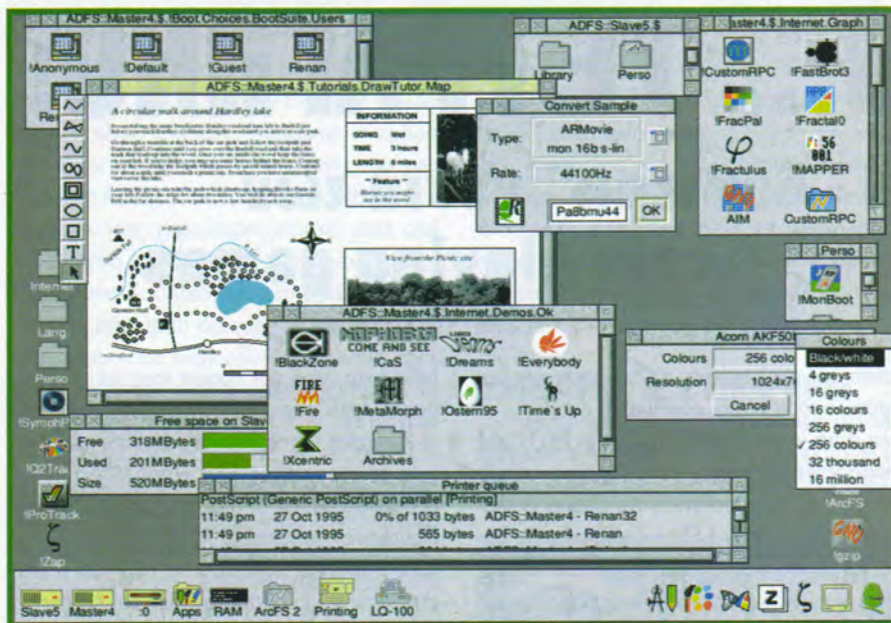 ADFS::Master4.$.!Boot.Choices.BootSuite.Users
!Anonymous !Default !Guest Renan
ADFS::Slave5.$
Library Perso
aster4.$.Internet.Graph
!CustomRPC !FastBrot3
!FracPal !Fractal0
!Fractulus !MAPPER
AIM CustomRPC
ADFS::Master4.$.Tutorials.DrawTutor.Map
A circular walk around Hardley lake
INFORMATION
GOING Wet
TIME 3 hours
LENGTH 8 miles
** Feature **
View from the Picnic site
Hardley
Convert Sample
Type: ARMovie
mon 16b s-lin
Rate: 44100Hz
Pa8bmu44 OK
.Perso
!MonBoot
ADFS::Master4.$.Internet.Demos.Ok
MOPHOBIA
COME AND SEE
!BlackZone !CaS !Dreams !Everybody
FIRE
!Fire !MetaMorph !Ostern95 !Time`s Up
!Xcentric Archives
Acorn AKF50
Colours 256 colo
Resolution 1024x7
Cancel
Colours
Black/white
4 greys
16 greys
16 colours
256 greys
256 colours
32 thousand
16 million
Interne
Lang
Perso
!SymphP
!Q2Tra
!ProTrack
!Zap
Free space on Slav
Free 318MBytes
Used 201MBytes
Size 520MBytes
Printer queue
PostScript (Generic PostScript) on parallel [Printing]
11:49 pm 27 Oct 1995 0% of 1033 bytes ADFS::Master4 - Renan32
11:49 pm 27 Oct 1995 565 bytes ADFS::Master4 - Renan
!ArcFS
!gzip
Slave5 Master4 :0 Apps RAM ArcFS 2 Printing LQ-100